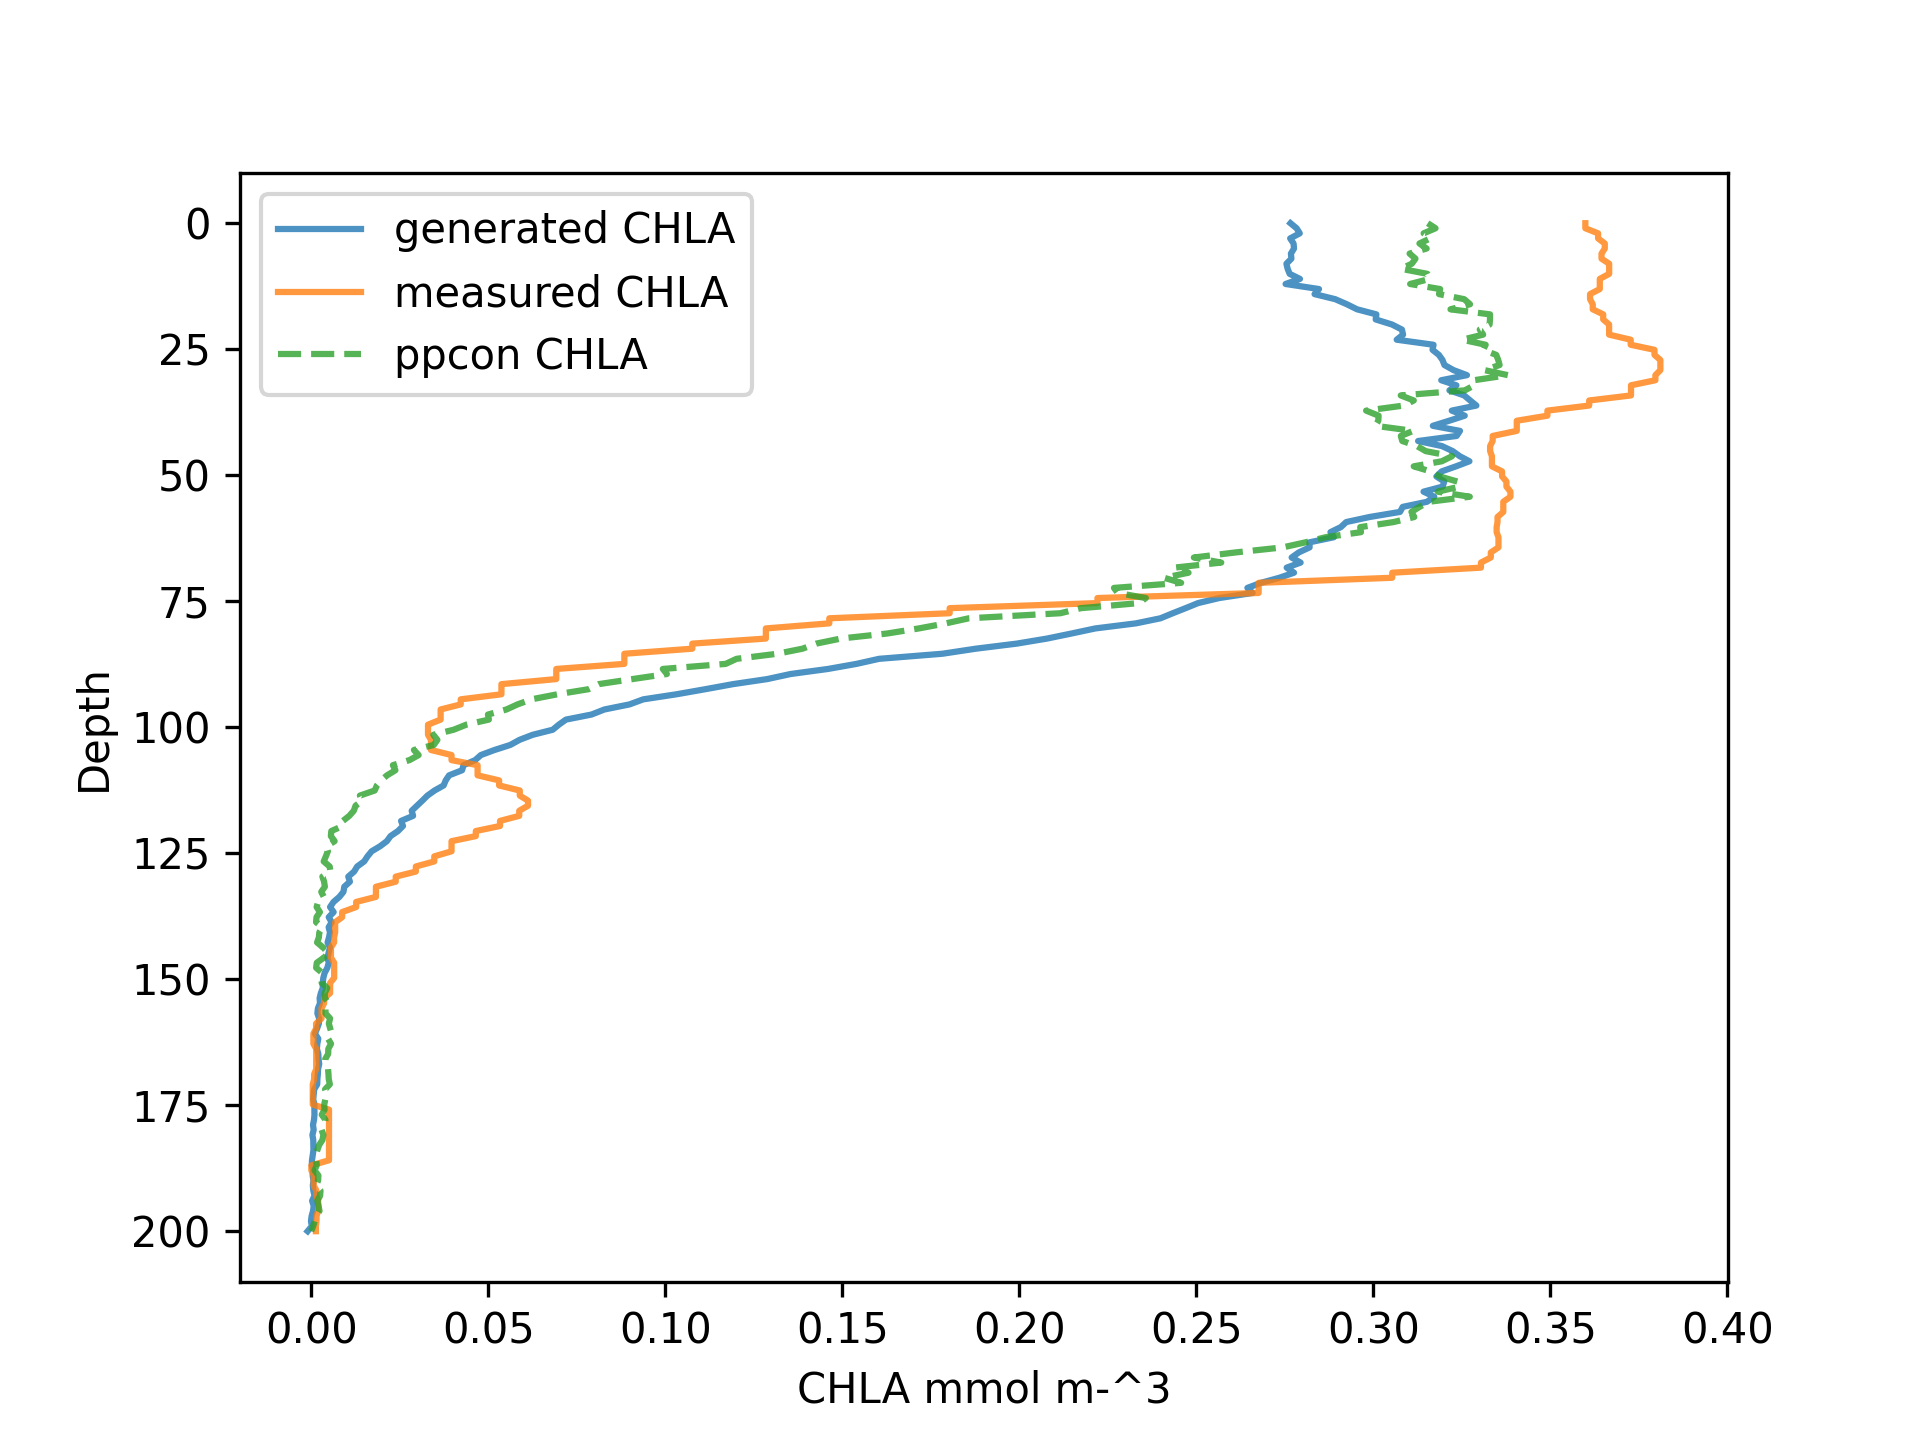 generated CHLA
measured CHLA
ppcon CHLA
0
25
50
75
100
125
150
175
200
Depth
0.00 0.05 0.10 0.15 0.20 0.25 0.30 0.35 0.40
CHLA mmol m-^3